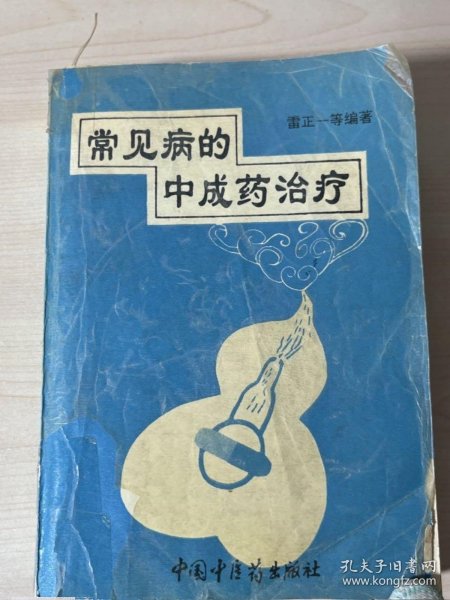 雷正一等编著
常见病的
中成药治疗
中国中医药出版社
孔夫子旧书网
www.kongfz.com